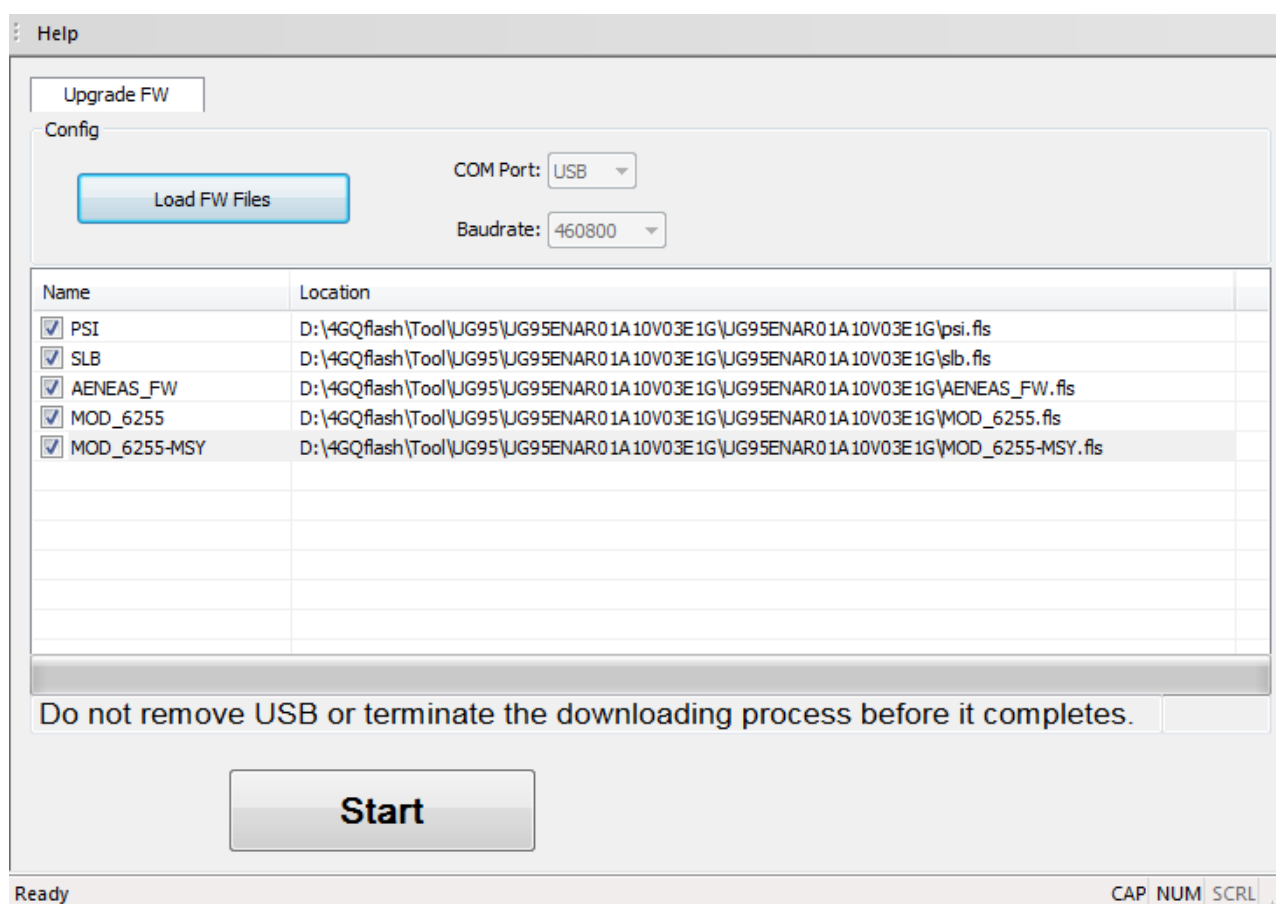 Help
Upgrade FW
Config
COM Port: USB
Load FW Files
Baudrate: 460800
Name Location
PSI D:\4GQflash\Tool\UG95\UG95ENAR01A10V03E1G\UG95ENAR01A10V03E1G\psi.fls
SLB D:\4GQflash\Tool\UG95\UG95ENAR01A10V03E1G\UG95ENAR01A10V03E1G\slb.fls
AENEAS_FW D:\4GQflash\Tool\UG95\UG95ENAR01A10V03E1G\UG95ENAR01A10V03E1G\AENEAS_FW.fls
MOD_6255 D:\4GQflash\Tool\UG95\UG95ENAR01A10V03E1G\UG95ENAR01A10V03E1G\MOD_6255.fls
MOD_6255-MSY D:\4GQflash\Tool\UG95\UG95ENAR01A10V03E1G\UG95ENAR01A10V03E1G\MOD_6255-MSY.fls
Do not remove USB or terminate the downloading process before it completes.
Start
Ready CAP NUM SCRL